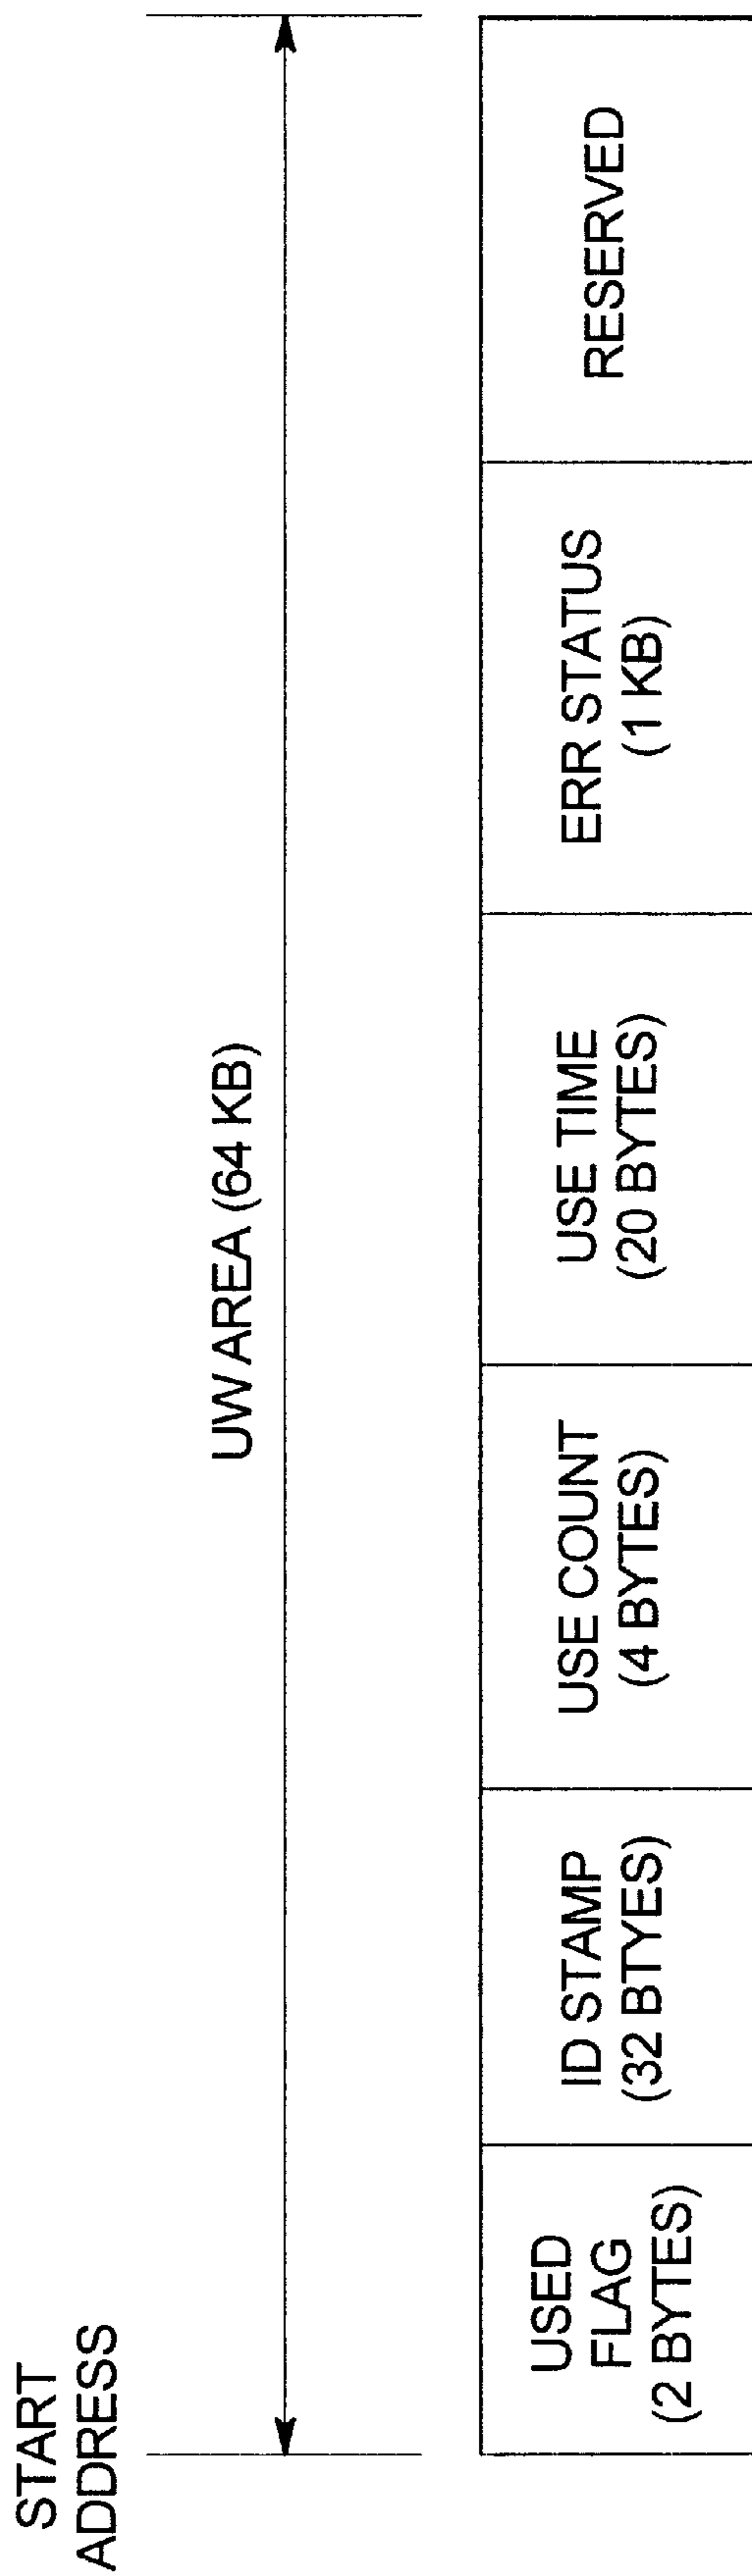 START
ADDRESS
UW AREA (64 KB)
USED
FLAG
(2 BYTES)
ID STAMP
(32 BTYES)
USE COUNT
(4 BYTES)
USE TIME
(20 BYTES)
ERR STATUS
(1 KB)
RESERVED